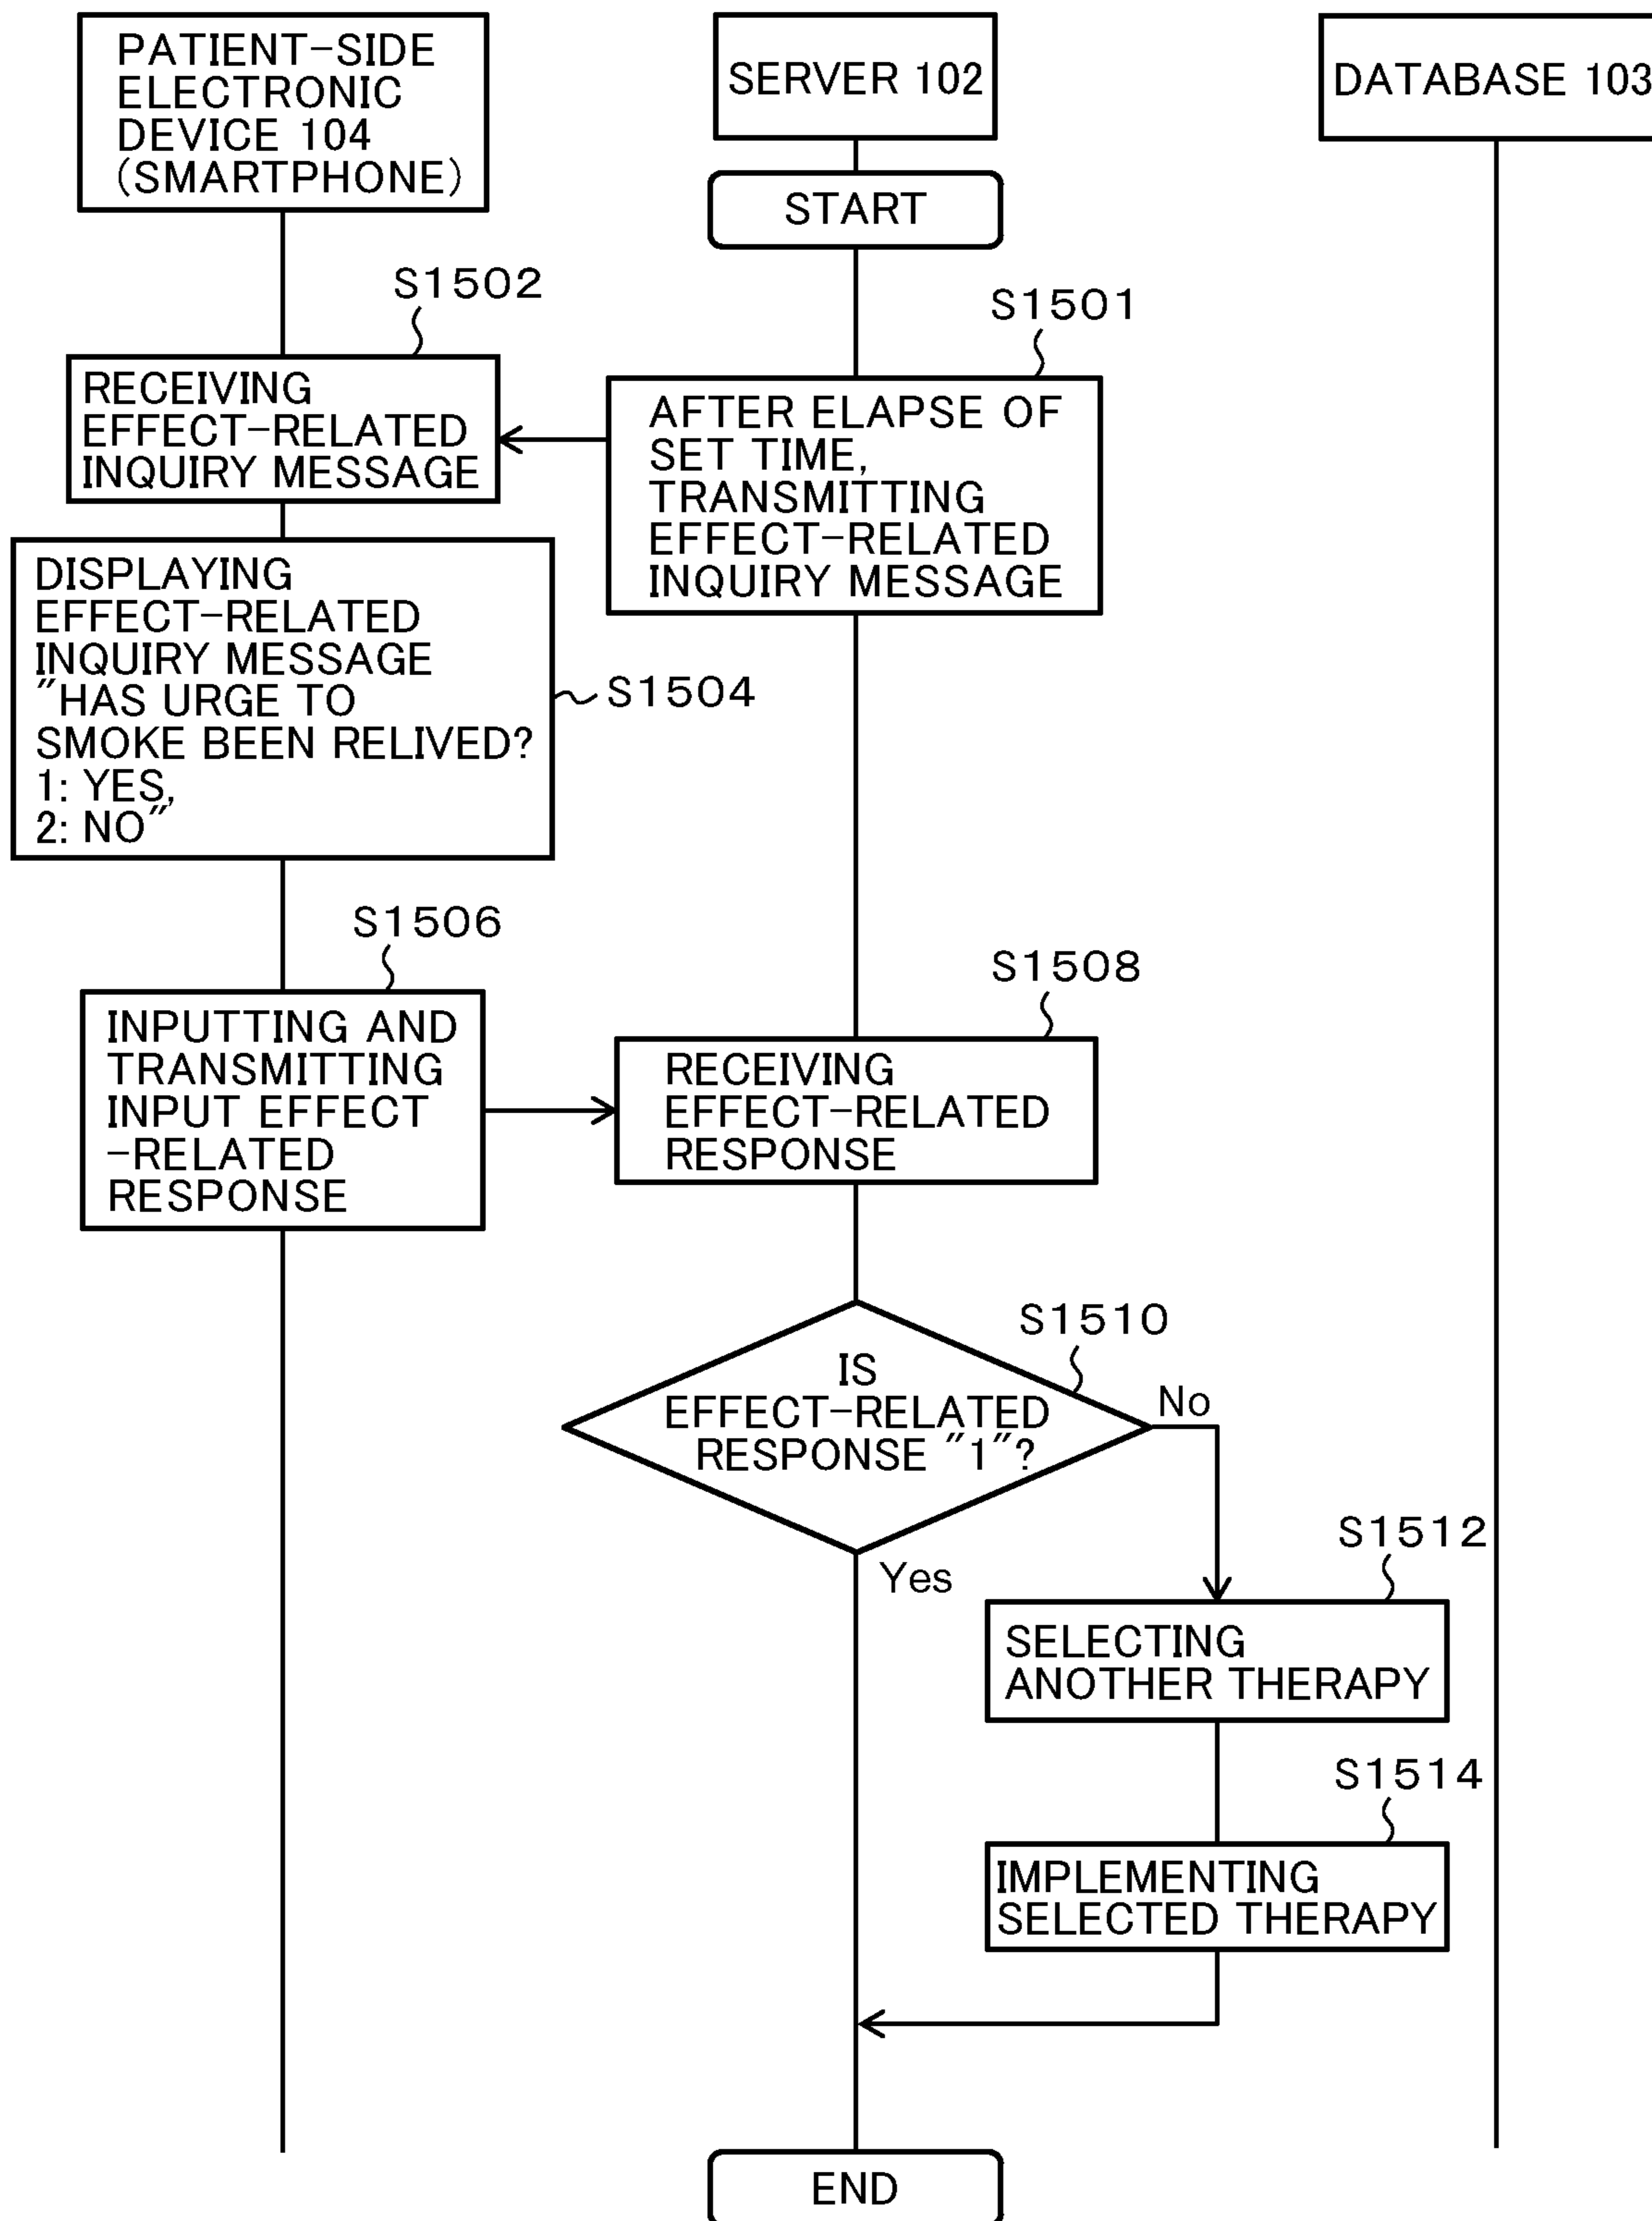 PATIENT-SIDE
ELECTRONIC
DEVICE 104
(SMARTPHONE)
SERVER 102
DATABASE 103
START
S1502
S1501
RECEIVING
EFFECT-RELATED
INQUIRY MESSAGE
AFTER ELAPSE OF
SET TIME,
TRANSMITTING
EFFECT-RELATED
INQUIRY MESSAGE
DISPLAYING
EFFECT-RELATED
INQUIRY MESSAGE
"HAS URGE TO
SMOKE BEEN RELIVED?
1: YES,
2: NO"
S1504
S1506
S1508
INPUTTING AND
TRANSMITTING
INPUT EFFECT
-RELATED
RESPONSE
RECEIVING
EFFECT-RELATED
RESPONSE
S1510
IS
EFFECT-RELATED
RESPONSE "1"?
No
Yes
S1512
SELECTING
ANOTHER THERAPY
S1514
IMPLEMENTING
SELECTED THERAPY
END